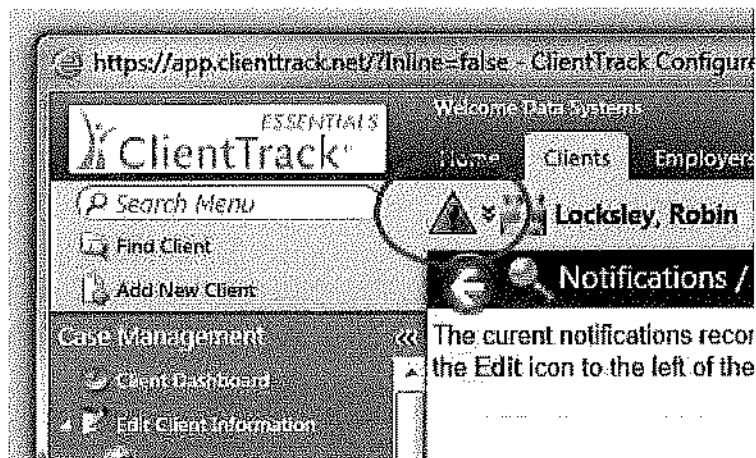 https://app.clienttrack.net/?Inline=false - ClientTrack Configure
Welcome Data Systems
ESSENTIALS
ClientTrack
Home Clients Employers
Search Menu
Find Client
Add New Client
Locksley, Robin
Notifications /
Case Management
Client Dashboard
Edit Client Information
The curent notifications recor
the Edit icon to the left of the